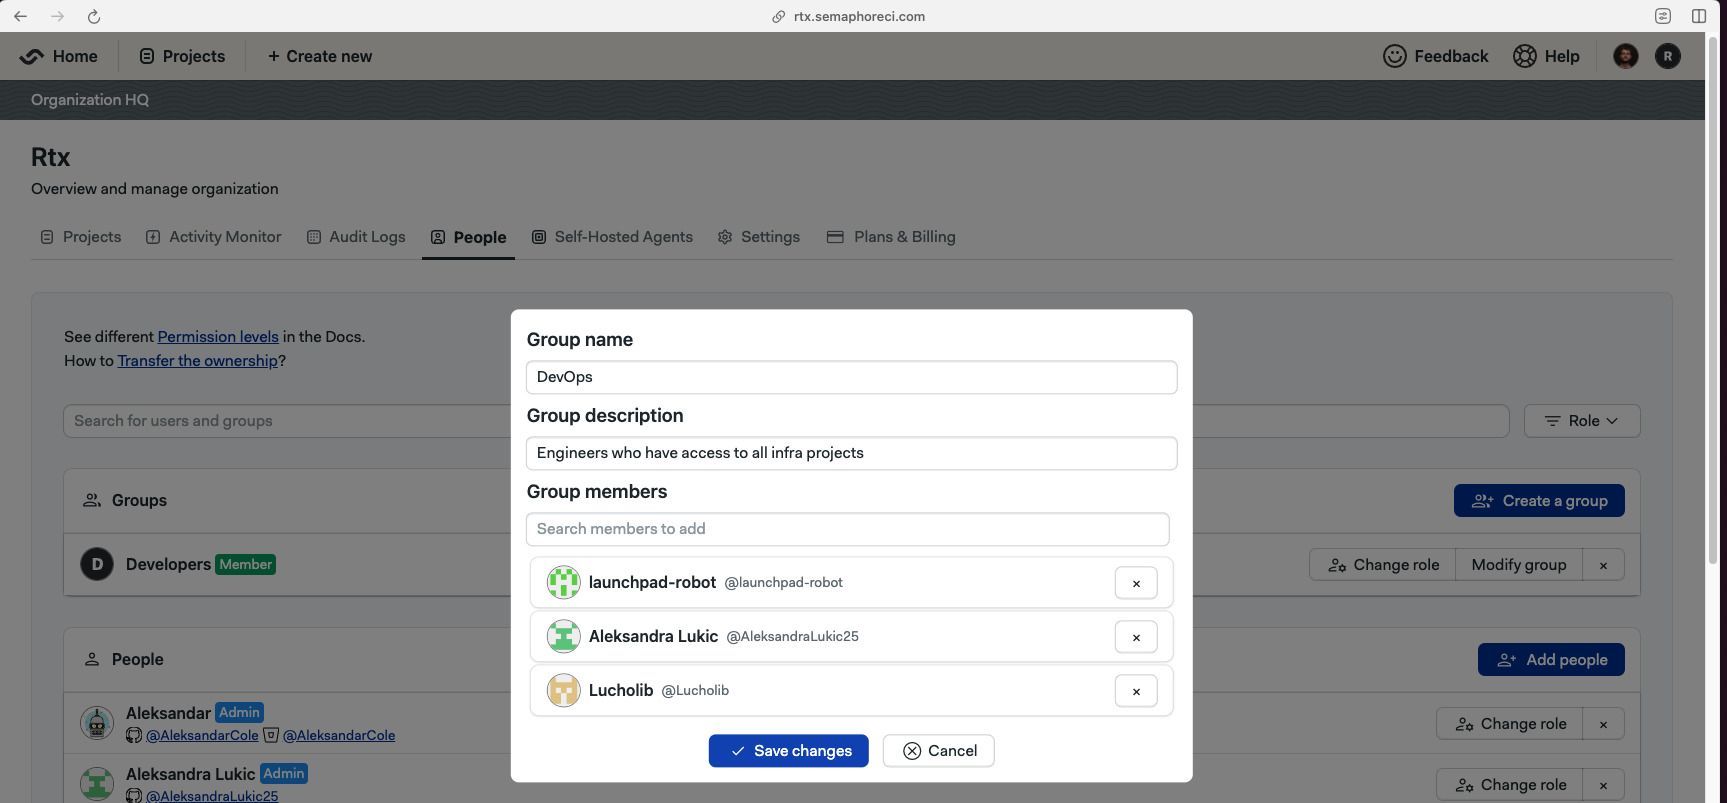 rtx.semaphoreci.com
Home
Projects
+ Create new
Feedback
Help
R
Organization HQ
Rtx
Overview and manage organization
Projects
Activity Monitor
Audit Logs
People
Self-Hosted Agents
Settings
Plans & Billing
See different Permission levels in the Docs.
How to Transfer the ownership?
Search for users and groups
Role
Groups
Create a group
D
Developers Member
Change role
Modify group
×
People
Add people
Aleksandar Admin
@AleksandarCole @AleksandarCole
Change role
×
Aleksandra Lukic Admin
@AleksandraLukic25
Change role
×
Group name
DevOps
Group description
Engineers who have access to all infra projects
Group members
Search members to add
launchpad-robot @launchpad-robot
×
Aleksandra Lukic @AleksandraLukic25
×
Lucholib @Lucholib
×
Save changes
Cancel